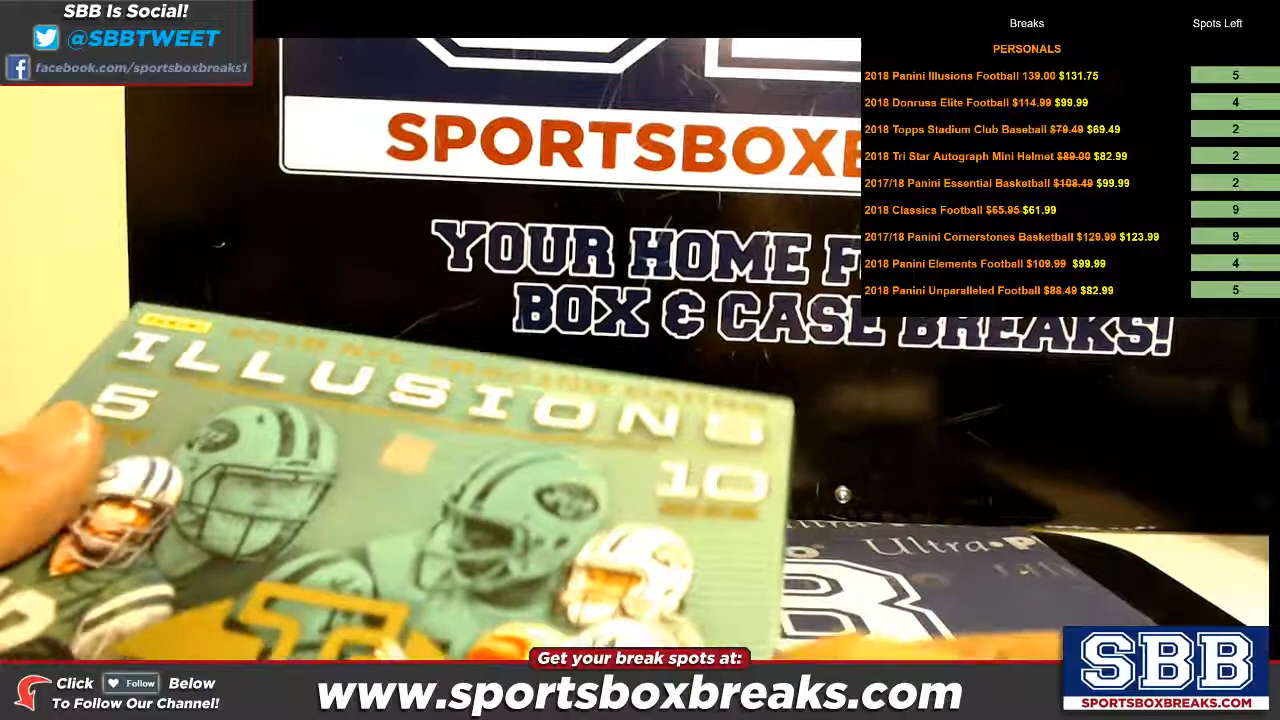 SBB Is Social!
@SBBTWEET
facebook.com/sportsboxbreaks1
Breaks Spots Left
PERSONALS
2018 Panini Illusions Football 139.00 $131.75 5
2018 Donruss Elite Football $114.99 $99.99 4
2018 Topps Stadium Club Baseball $79.49 $69.49 2
2018 Tri Star Autograph Mini Helmet $89.00 $82.99 2
2017/18 Panini Essential Basketball $108.49 $99.99 2
2018 Classics Football $65.95 $61.99 9
2017/18 Panini Cornerstones Basketball $129.99 $123.99 9
2018 Panini Elements Football $109.99 $99.99 4
2018 Panini Unparalleled Football $88.49 $82.99 5
SPORTSBOX
YOUR HOME F
BOX & CASE BREAKS!
PANINI
2018 NFL TRADING CARDS
ILLUSIONS
5
10
Ultra•P
Get your break spots at:
Click Follow Below
To Follow Our Channel!
www.sportsboxbreaks.com
SBB
SPORTSBOXBREAKS.COM